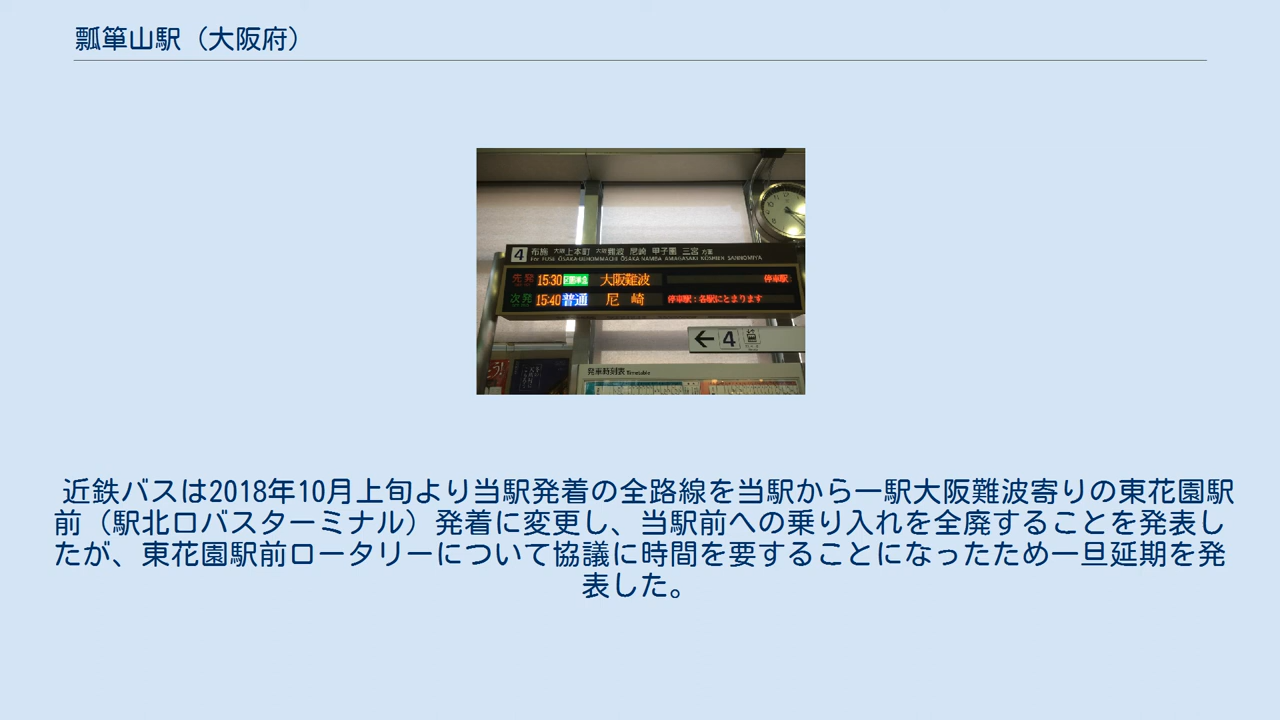 瓢箪山駅（大阪府）
4 布施 大阪上本町 大阪難波 尼崎 甲子園 三宮 方面
For FUSE ŌSAKA-UEHOMMACHI ŌSAKA-NAMBA AMAGASAKI KŌSHIEN SANNOMIYA
先発 15:30 区間準急 大阪難波 停車駅:
次発 15:40 普通 尼崎 停車駅:各駅にとまります
← 4
発車時刻表 Timetable
近鉄バスは2018年10月上旬より当駅発着の全路線を当駅から一駅大阪難波寄りの東花園駅
前（駅北口バスターミナル）発着に変更し、当駅前への乗り入れを全廃することを発表し
たが、東花園駅前ロータリーについて協議に時間を要することになったため一旦延期を発
表した。